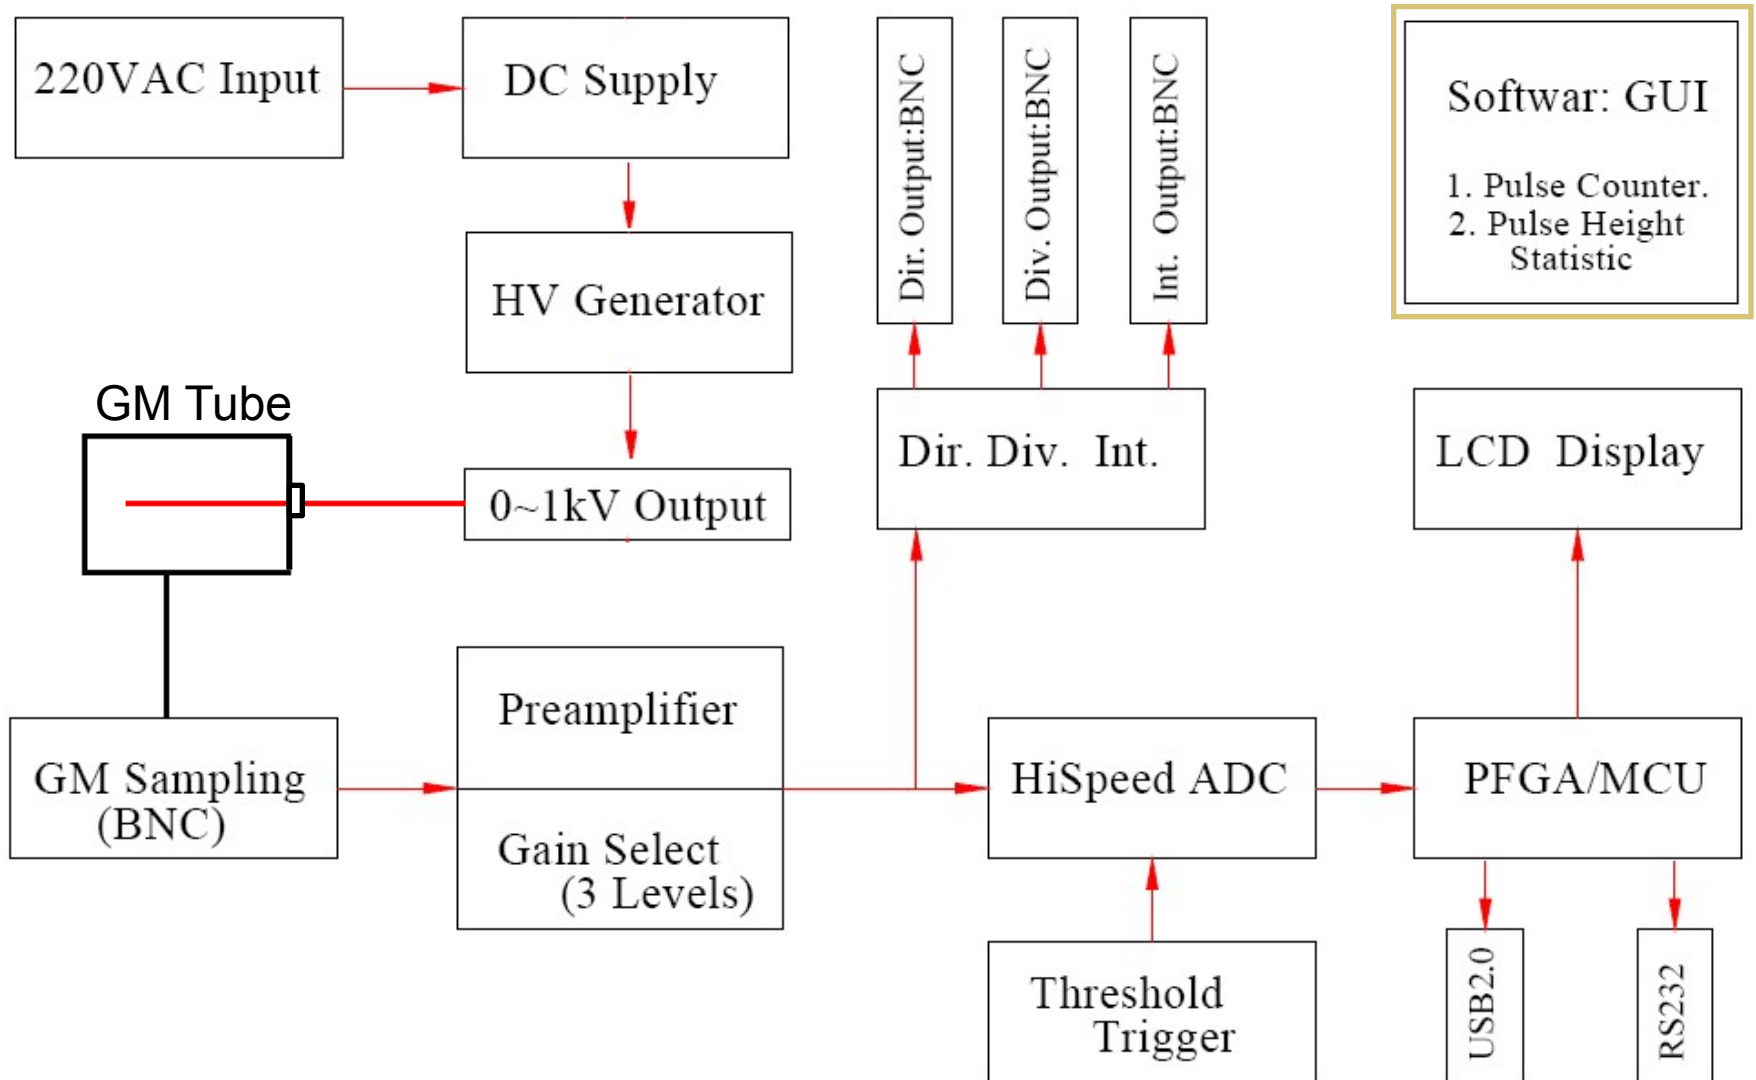 220VAC Input
DC Supply
Dir. Output:BNC
Div. Output:BNC
Int. Output:BNC
Softwar: GUI
1. Pulse Counter.
2. Pulse Height
Statistic
HV Generator
GM Tube
0~1kV Output
Dir. Div. Int.
LCD Display
GM Sampling
(BNC)
Preamplifier
Gain Select
(3 Levels)
HiSpeed ADC
PFGA/MCU
Threshold
Trigger
USB2.0
RS232